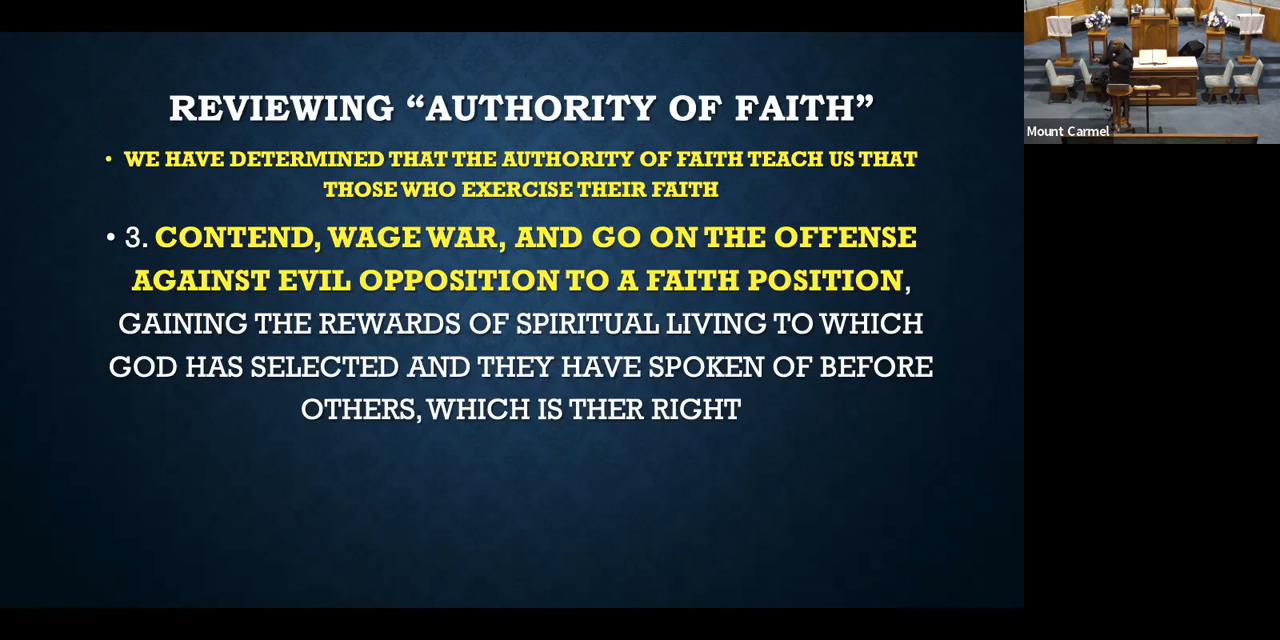 REVIEWING “AUTHORITY OF FAITH”
• WE HAVE DETERMINED THAT THE AUTHORITY OF FAITH TEACH US THAT
THOSE WHO EXERCISE THEIR FAITH
• 3. CONTEND, WAGE WAR, AND GO ON THE OFFENSE
AGAINST EVIL OPPOSITION TO A FAITH POSITION,
GAINING THE REWARDS OF SPIRITUAL LIVING TO WHICH
GOD HAS SELECTED AND THEY HAVE SPOKEN OF BEFORE
OTHERS, WHICH IS THER RIGHT
Mount Carmel